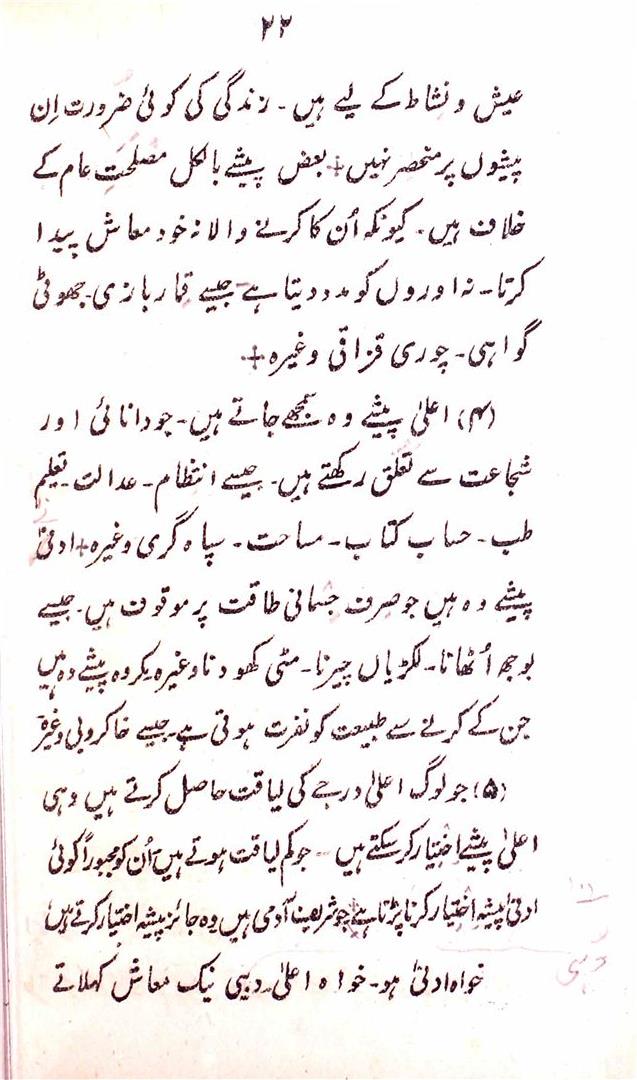 ۲۲
عیش و نشاط کے لیے ہیں ۔ زندگی کی کوئی ضرورت اِن
پیشوں پر منحصر نہیں + بعض پیشے بالکل مصلحتِ عام کے
خلاف ہیں ۔ کیونکہ اُن کا کرنے والا نہ خود معاش پیدا
کرتا ۔ نہ اوروں کو مدد دیتا ہے ۔ جیسے قمار بازی ۔ جھوٹی
گواہی ۔ چوری قزاقی وغیرہ +
(۴) اعلیٰ پیشے وہ سمجھے جاتے ہیں ۔ جو دانائی اور
شجاعت سے تعلق رکھتے ہیں ۔ جیسے انتظام ۔ عدالت ۔ تعلیم
طب ۔ حساب کتاب ۔ مساحت ۔ سپاہ گری وغیرہ + ادنیٰ
پیشے وہ ہیں جو صرف جسمانی طاقت پر موقوف ہیں ۔ جیسے
بوجھ اُٹھانا ۔ لکڑیاں چیرنا ۔ مٹی کھودنا وغیرہ ۔ مکروہ پیشے وہ ہیں
جن کے کرنے سے طبیعت کو نفرت ہوتی ہے ۔ جیسے خاکروبی وغیرہ
(۵) جو لوگ اعلیٰ درجے کی لیاقت حاصل کرتے ہیں وہی
اعلیٰ پیشے اختیار کر سکتے ہیں ۔ جو کم لیاقت ہوتے ہیں اُن کو مجبوراً کوئی
ادنیٰ پیشہ اختیار کرنا پڑتا ہے جو شریف آدمی ہیں وہ جائز پیشہ اختیار کرتے ہیں
خواہ ادنیٰ ہو ۔ خواہ اعلیٰ ۔ وہی نیک معاش کہلاتے
وہی